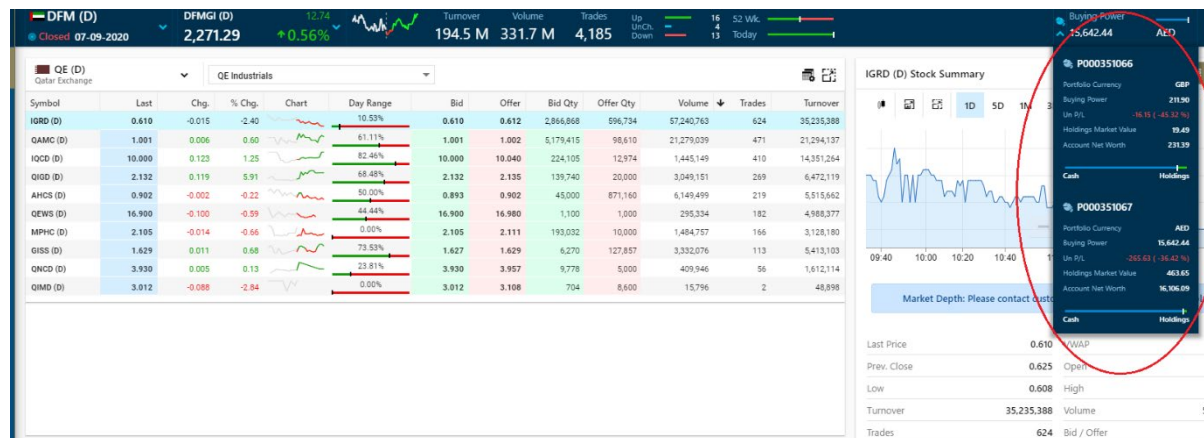 DFM (D) DFMGI (D) 12.74 Turnover Volume Trades Up 16 52 Wk. Buying Power
UnCh. 4
Closed 07-09-2020 2,271.29 0.56% 194.5 M 331.7 M 4,185 Down 13 Today 15,642.44 AED
QE (D)
Qatar Exchange
QE Industrials
Symbol Last Chg. % Chg. Chart Day Range Bid Offer Bid Qty Offer Qty Volume Trades Turnover
IGRD (D) 0.610 -0.015 -2.40 10.53% 0.610 0.612 2,866,868 596,734 57,240,763 624 35,235,388
QAMC (D) 1.001 0.006 0.60 61.11% 1.001 1.002 5,179,415 98,610 21,279,039 471 21,294,137
IQCD (D) 10.000 0.123 1.25 82.46% 10.000 10.040 224,105 12,974 1,445,149 410 14,351,264
QIGD (D) 2.132 0.119 5.91 68.48% 2.132 2.135 139,740 20,000 3,049,151 269 6,472,119
AHCS (D) 0.902 -0.002 -0.22 50.00% 0.893 0.902 45,000 871,160 6,149,499 219 5,515,662
QEWS (D) 16.900 -0.100 -0.59 44.44% 16.900 16.980 1,100 1,000 295,334 182 4,988,377
MPHC (D) 2.105 -0.014 -0.66 0.00% 2.105 2.111 193,032 10,000 1,484,757 166 3,128,180
GISS (D) 1.629 0.011 0.68 73.53% 1.627 1.629 6,270 127,857 3,332,076 113 5,413,103
QNCD (D) 3.930 0.005 0.13 23.81% 3.930 3.957 9,778 5,000 409,946 56 1,612,114
QIMD (D) 3.012 -0.088 -2.84 0.00% 3.012 3.108 704 8,600 15,796 2 48,898
IGRD (D) Stock Summary
1D 5D 1M
09:40 10:00 10:20 10:40
Market Depth: Please contact
Last Price 0.610 VWAP
Prev. Close 0.625 Open
Low 0.608 High
Turnover 35,235,388 Volume
Trades 624 Bid / Offer
P000351066
Portfolio Currency GBP
Buying Power 211.90
Un P/L -16.15 ( -45.32 %)
Holdings Market Value 19.49
Account Net Worth 231.39
Cash Holdings
P000351067
Portfolio Currency AED
Buying Power 15,642.44
Un P/L -265.63 ( -36.42 %)
Holdings Market Value 463.65
Account Net Worth 16,106.09
Cash Holdings